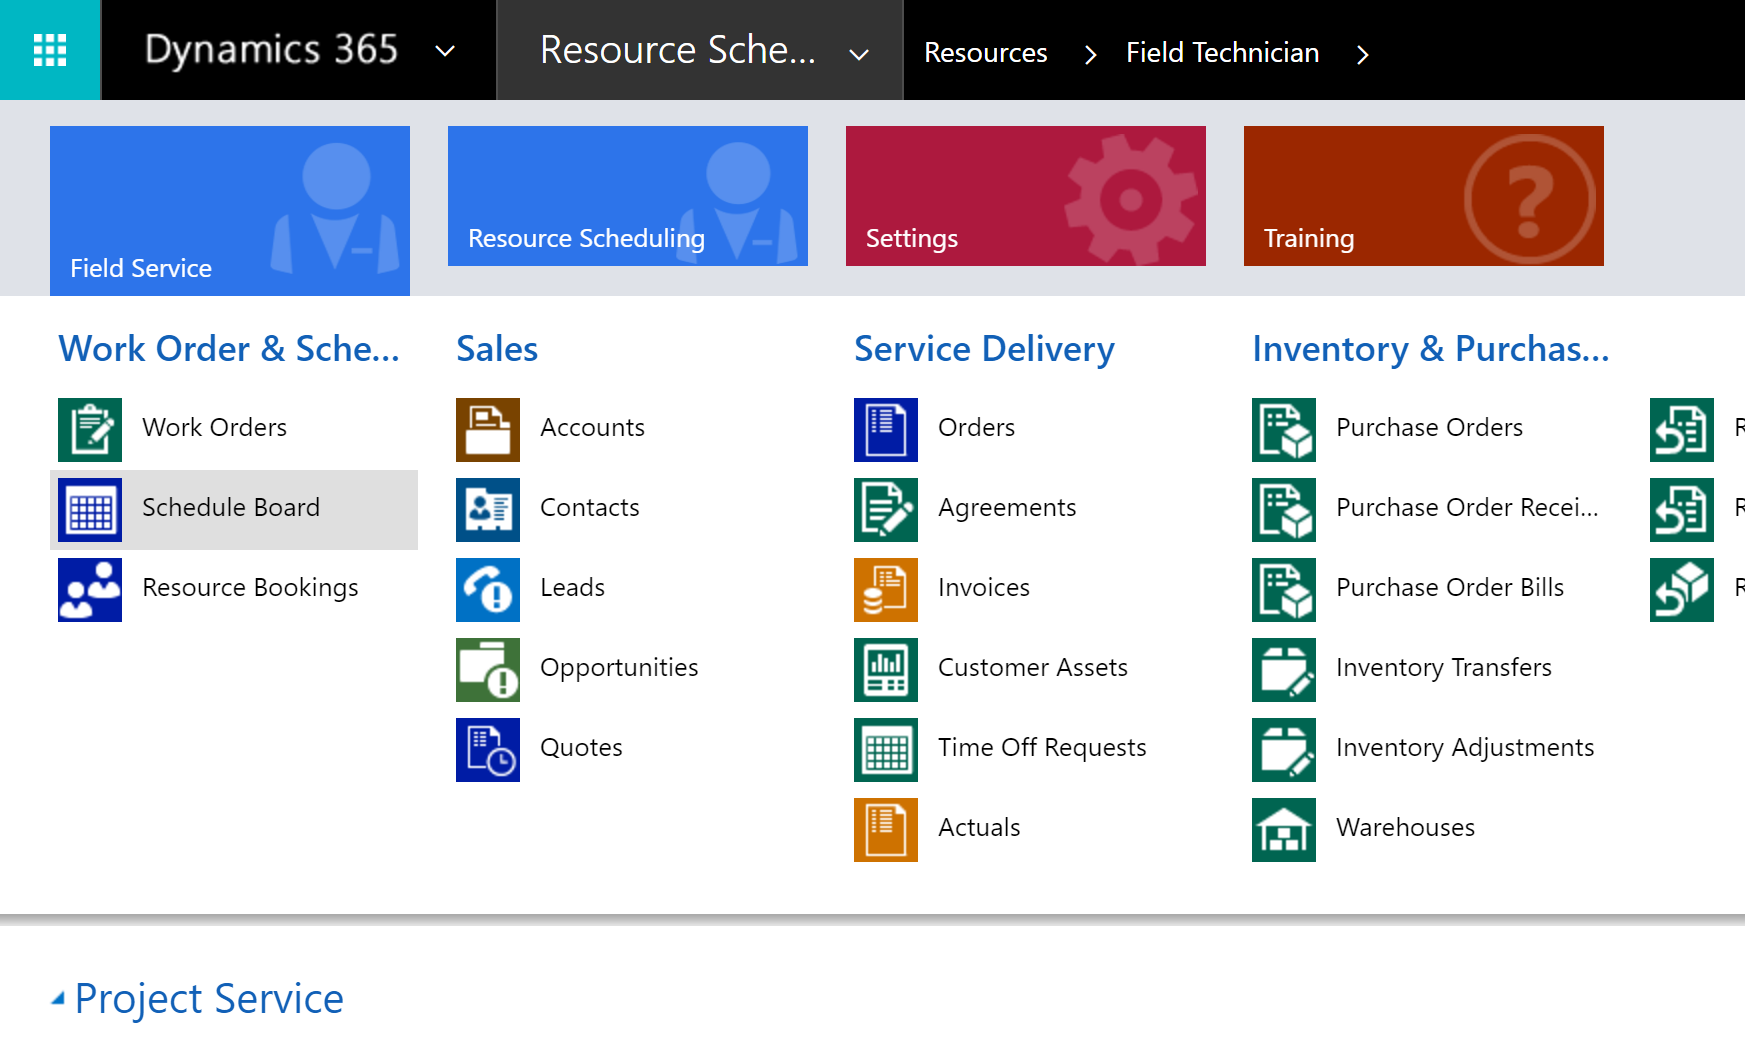 Dynamics 365
Resource Sche...
Resources
Field Technician
Field Service
Resource Scheduling
Settings
?
Training
Work Order & Sche...
Work Orders
Schedule Board
Resource Bookings
Sales
Accounts
Contacts
Leads
Opportunities
Quotes
Service Delivery
Orders
Agreements
Invoices
Customer Assets
Time Off Requests
Actuals
Inventory & Purchas...
Purchase Orders
Purchase Order Recei...
Purchase Order Bills
Inventory Transfers
Inventory Adjustments
Warehouses
R
R
R
Project Service